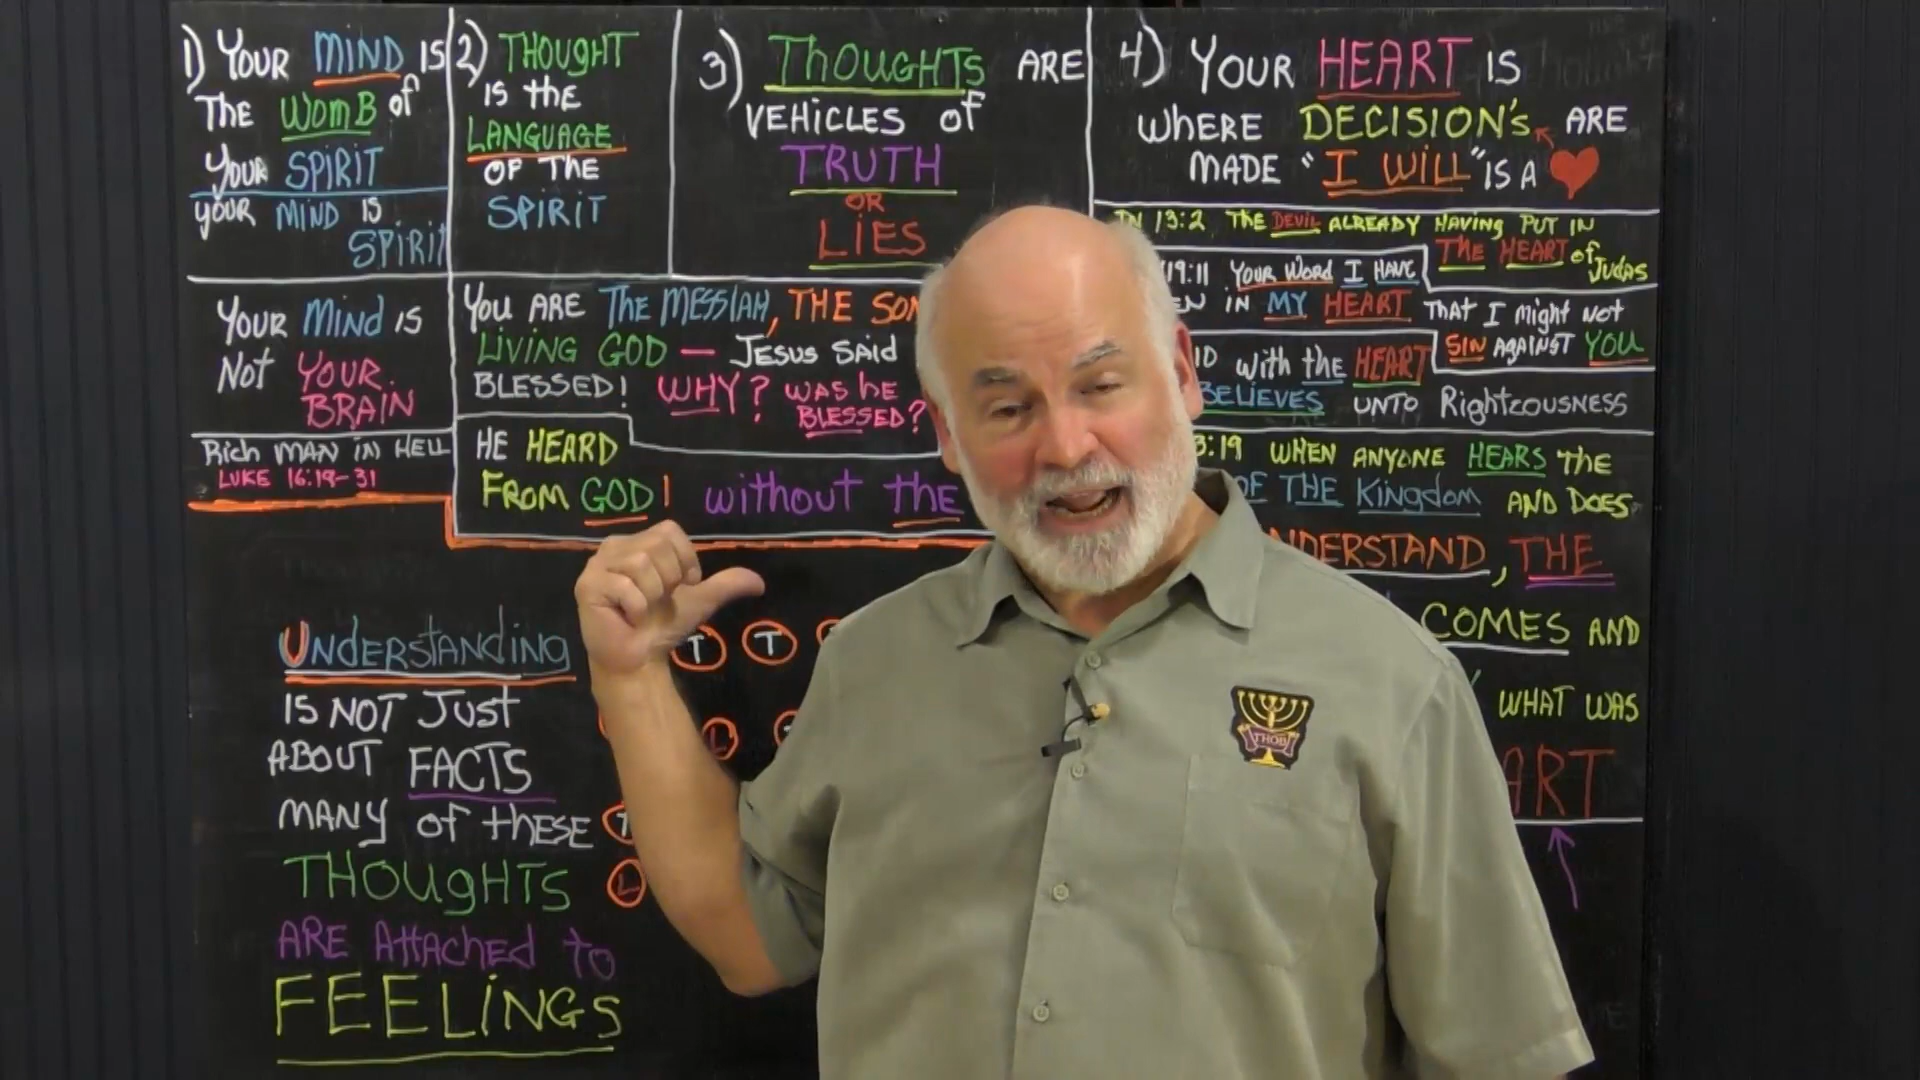 1) YOUR MIND IS
THE WOMB of
YOUR SPIRIT
YOUR MIND IS
SPIRIT
2) THOUGHT
IS the
LANGUAGE
OF THE
SPIRIT
3) THOUGHTS ARE
VEHICLES of
TRUTH
OR
LIES
4) YOUR HEART IS
WHERE DECISION's ARE
MADE "I WILL" IS A
YOUR MIND IS
Not YOUR
BRAIN
Rich MAN iN HELL
LUKE 16:19-31
YOU ARE THE MESSIAH, THE SON
LIVING GOD — JESUS SAID
BLESSED! WHY? WAS hE
BLESSED?
HE HEARD
FROM GOD! without the
13:2 THE DEVIL ALREADY HAVING PUT IN
THE HEART of
JUDAS
19:11 YOUR WORD I HAVE
IN MY HEART THAT I might Not
SIN AGAINST YOU
with the HEART
BELIEVES UNTO RighteousNESS
3:19 WHEN ANYONE HEARS THE
OF THE Kingdom AND DOES
THE
COMES AND
WHAT WAS
UNDERSTANDING
IS NOT JUST
ABOUT FACTS
MANY of thESE
THOUGHTS
ARE Attached to
FEELINGS
T T
L
T
L
THOB